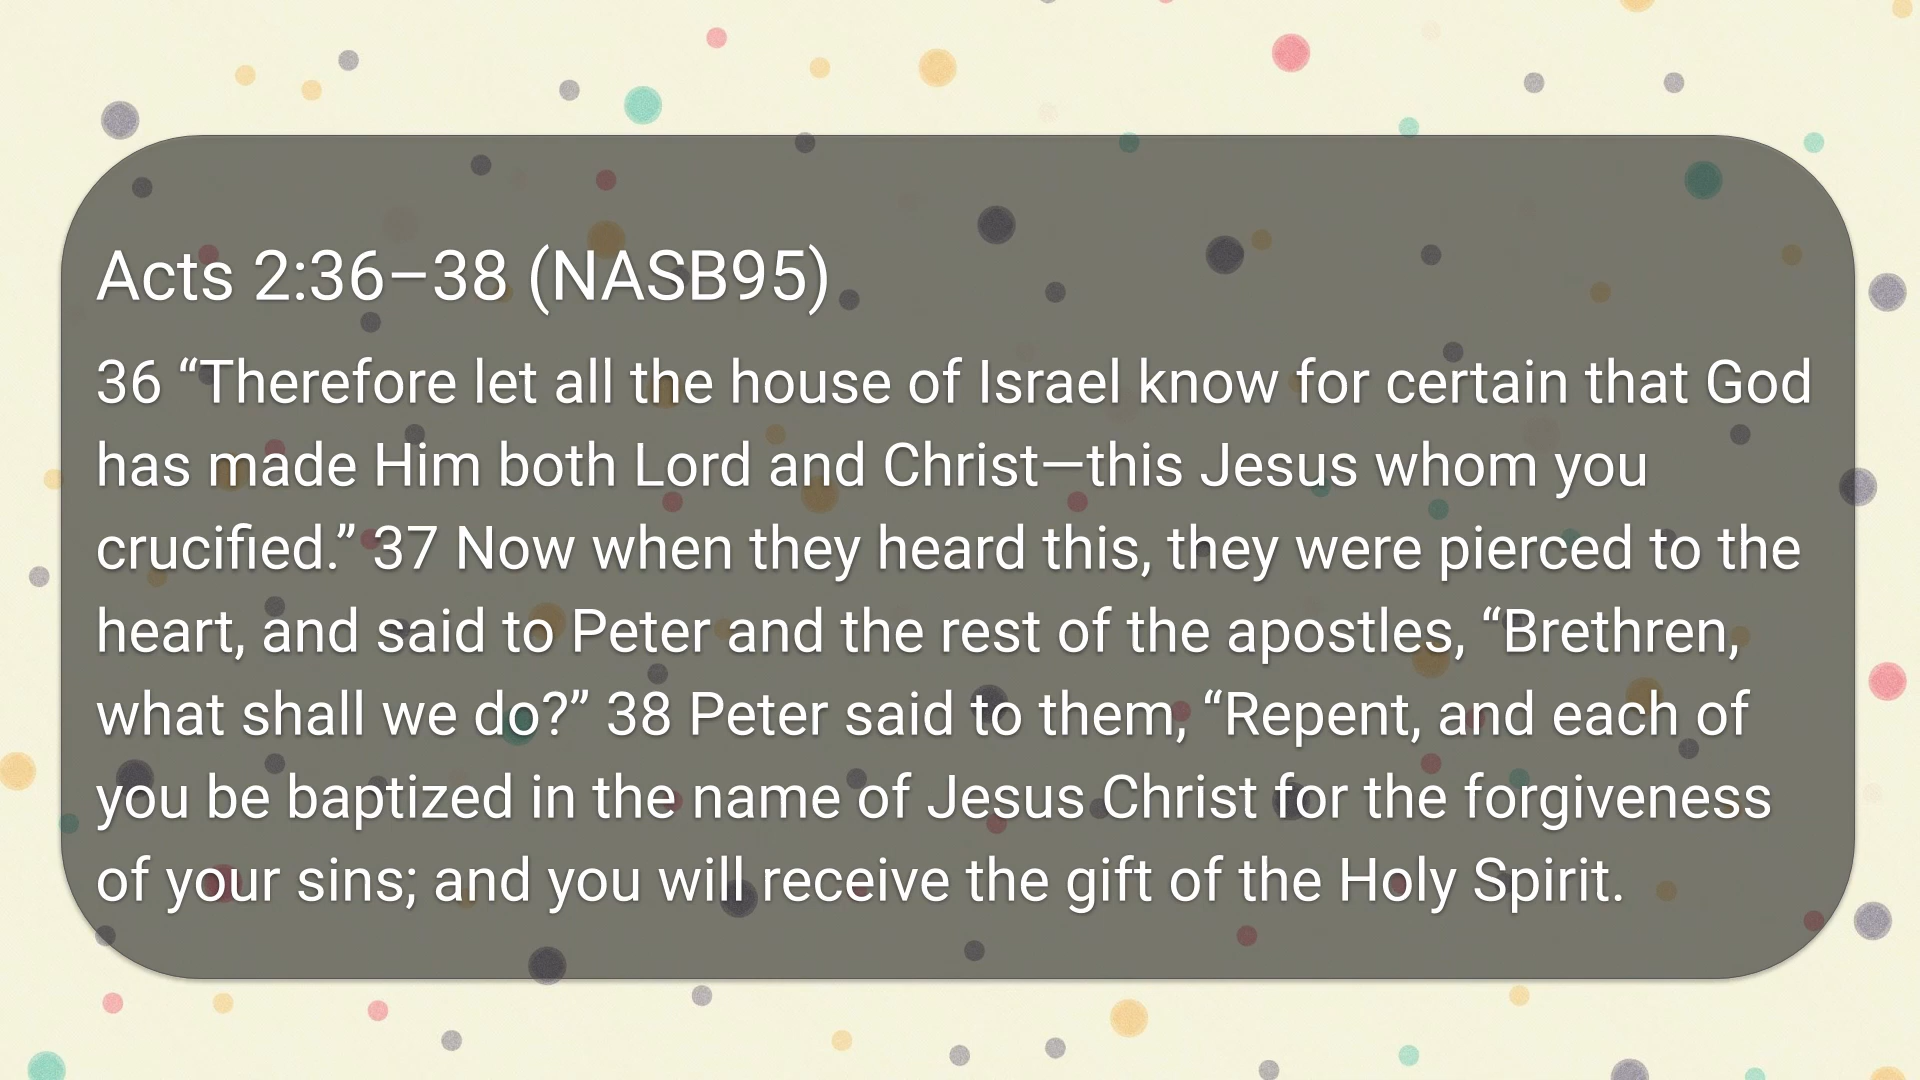 Acts 2:36–38 (NASB95)
36 “Therefore let all the house of Israel know for certain that God
has made Him both Lord and Christ—this Jesus whom you
crucified.” 37 Now when they heard this, they were pierced to the
heart, and said to Peter and the rest of the apostles, “Brethren,
what shall we do?” 38 Peter said to them, “Repent, and each of
you be baptized in the name of Jesus Christ for the forgiveness
of your sins; and you will receive the gift of the Holy Spirit.